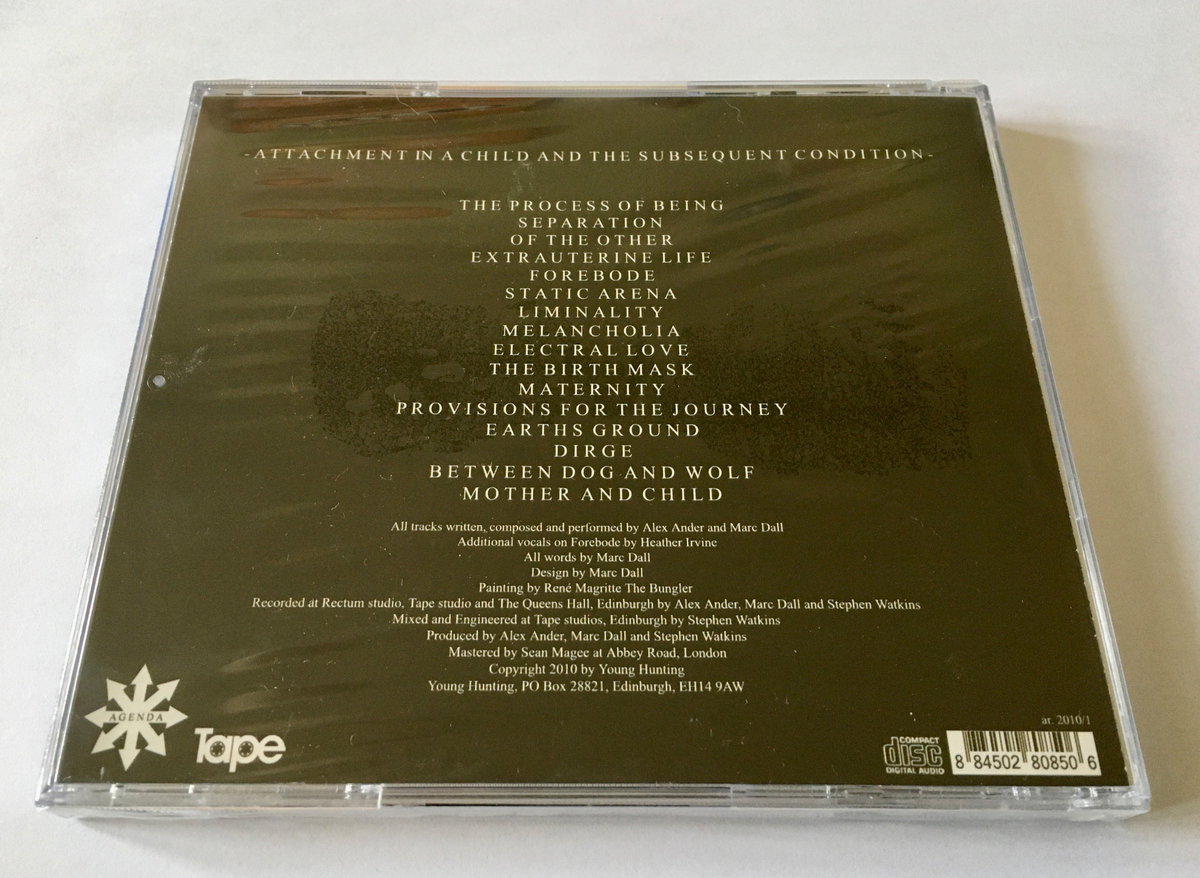 -ATTACHMENT IN A CHILD AND THE SUBSEQUENT CONDITION-
THE PROCESS OF BEING
SEPARATION
OF THE OTHER
EXTRAUTERINE LIFE
FOREBODE
STATIC ARENA
LIMINALITY
MELANCHOLIA
ELECTRAL LOVE
THE BIRTH MASK
MATERNITY
PROVISIONS FOR THE JOURNEY
EARTHS GROUND
DIRGE
BETWEEN DOG AND WOLF
MOTHER AND CHILD
All tracks written, composed and performed by Alex Ander and Marc Dall
Additional vocals on Forebode by Heather Irvine
All words by Marc Dall
Design by Marc Dall
Painting by René Magritte The Bungler
Recorded at Rectum studio, Tape studio and The Queens Hall, Edinburgh by Alex Ander, Marc Dall and Stephen Watkins
Mixed and Engineered at Tape studios, Edinburgh by Stephen Watkins
Produced by Alex Ander, Marc Dall and Stephen Watkins
Mastered by Sean Magee at Abbey Road, London
Copyright 2010 by Young Hunting
Young Hunting, PO Box 28821, Edinburgh, EH14 9AW
AGENDA
Tape
ar. 2010/1
COMPACT
disc
DIGITAL AUDIO
8 84502 80850 6